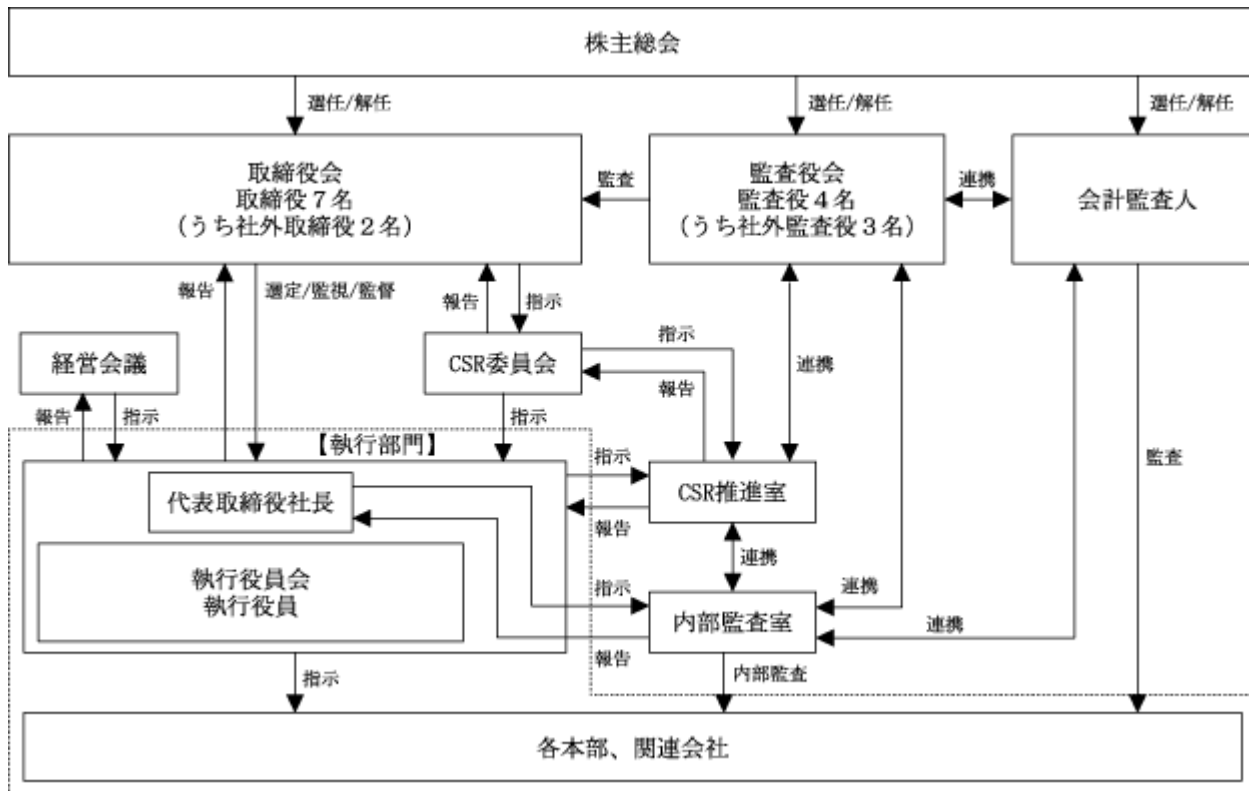 株主総会
選任/解任
選任/解任
選任/解任
取締役会
取締役７名
(うち社外取締役２名)
監査
監査役会
監査役４名
(うち社外監査役３名)
連携
会計監査人
報告
選定/監視/監督
報告
指示
経営会議
CSR委員会
指示
報告
連携
報告
指示
指示
【執行部門】
監査
代表取締役社長
指示
報告
CSR推進室
連携
執行役員会
執行役員
指示
報告
内部監査室
連携
連携
指示
内部監査
各本部、関連会社